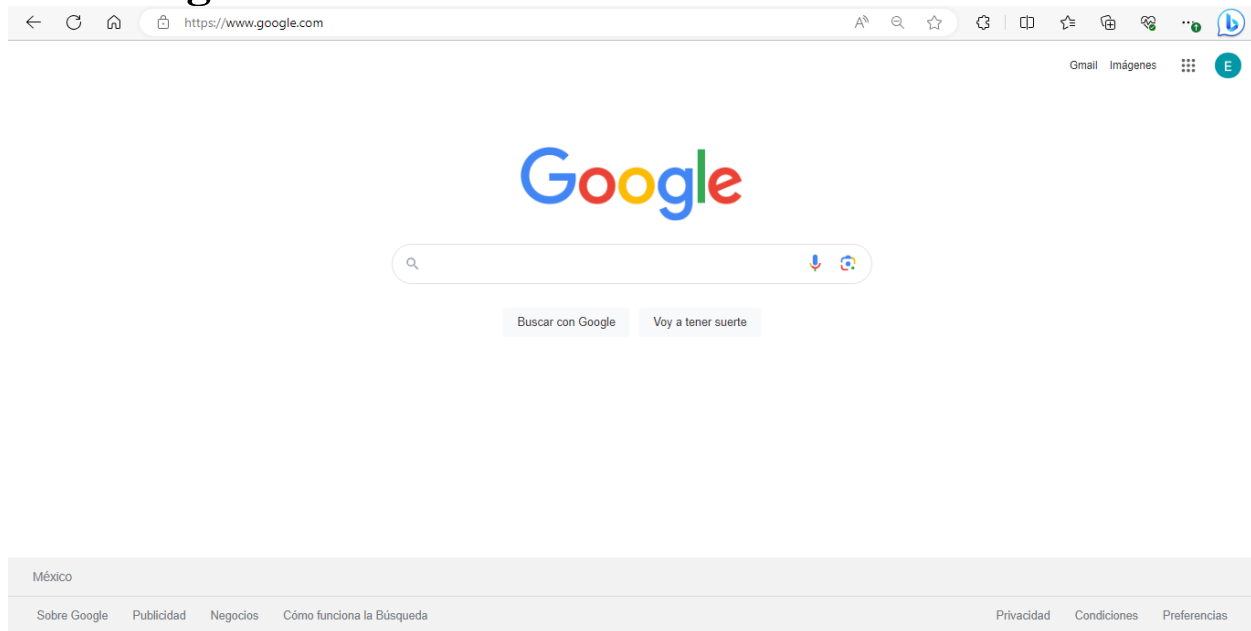 https://www.google.com
Gmail Imágenes E
Google
Buscar con Google Voy a tener suerte
México
Sobre Google Publicidad Negocios Cómo funciona la Búsqueda Privacidad Condiciones Preferencias